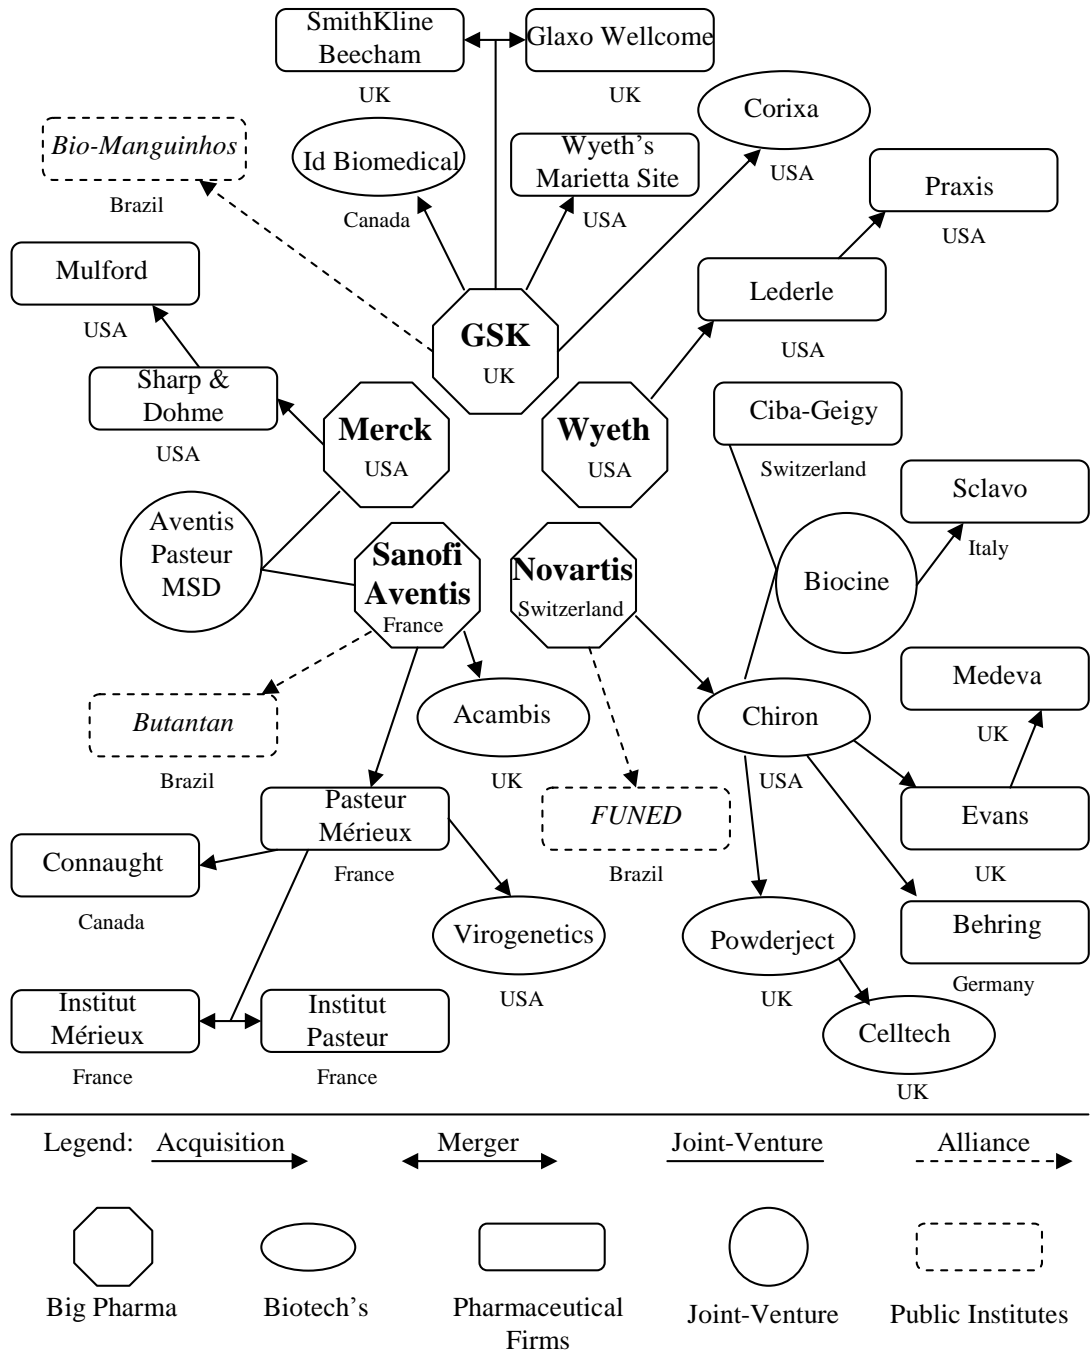 SmithKline
Beecham
Glaxo Wellcome
UK
UK
Corixa
USA
Bio-Manguinhos
Brazil
Id Biomedical
Canada
Wyeth's
Marietta Site
USA
Praxis
USA
Mulford
USA
Lederle
USA
GSK
UK
Sharp &
Dohme
USA
Merck
USA
Wyeth
USA
Ciba-Geigy
Switzerland
Sclavo
Italy
Aventis
Pasteur
MSD
Sanofi
Aventis
France
Novartis
Switzerland
Biocine
Butantan
Brazil
Acambis
UK
Chiron
USA
Medeva
UK
Pasteur
Mérieux
France
FUNED
Brazil
Evans
UK
Connaught
Canada
Virogenetics
USA
Powderject
UK
Behring
Germany
Institut
Mérieux
France
Institut
Pasteur
France
Celltech
UK
Legend: Acquisition Merger Joint-Venture Alliance
Big Pharma
Biotech's
Pharmaceutical
Firms
Joint-Venture
Public Institutes